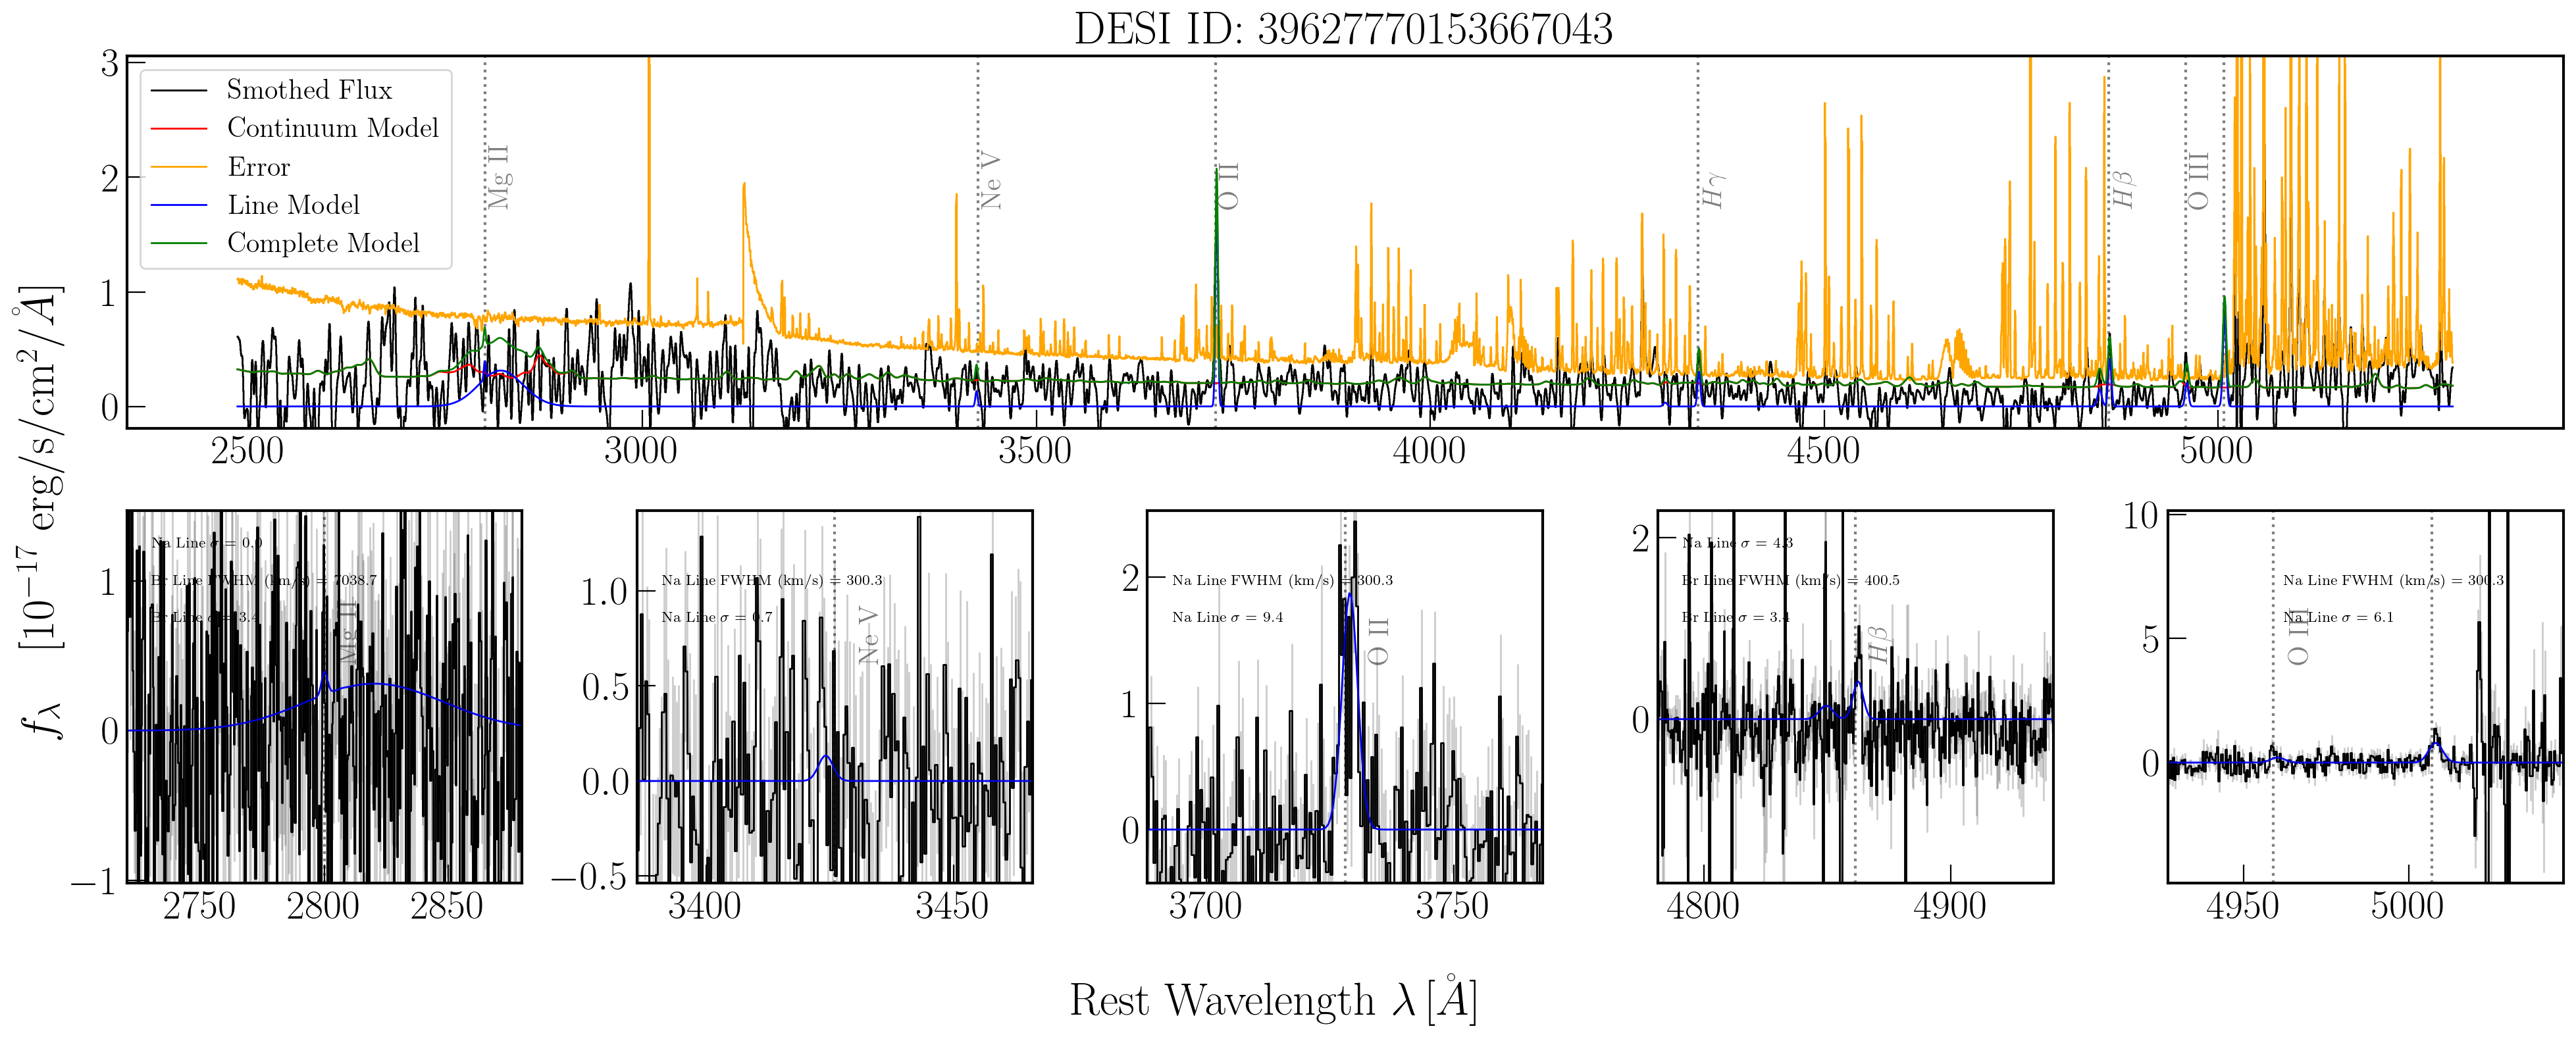 DESI ID: 39627770153667043
3
2
1
0
Smothed Flux
Continuum Model
Error
Line Model
Complete Model
Mg II
Ne V
O II
Hγ
Hβ
O III
2500 3000 3500 4000 4500 5000
f_λ [10^{-17} erg/s/cm^2/Å]
1
0
−1
Na Line σ = 0.0
Br Line FWHM (km/s) = 7038.7
Br Line σ = 3.4
Mg II
2750 2800 2850
1.0
0.5
0.0
−0.5
Na Line FWHM (km/s) = 300.3
Na Line σ = 0.7
Ne V
3400 3450
2
1
0
Na Line FWHM (km/s) = 300.3
Na Line σ = 9.4
O II
3700 3750
2
0
Na Line σ = 4.3
Br Line FWHM (km/s) = 400.5
Br Line σ = 3.4
Hβ
4800 4900
10
5
0
Na Line FWHM (km/s) = 300.3
Na Line σ = 6.1
O III
4950 5000
Rest Wavelength λ [Å]